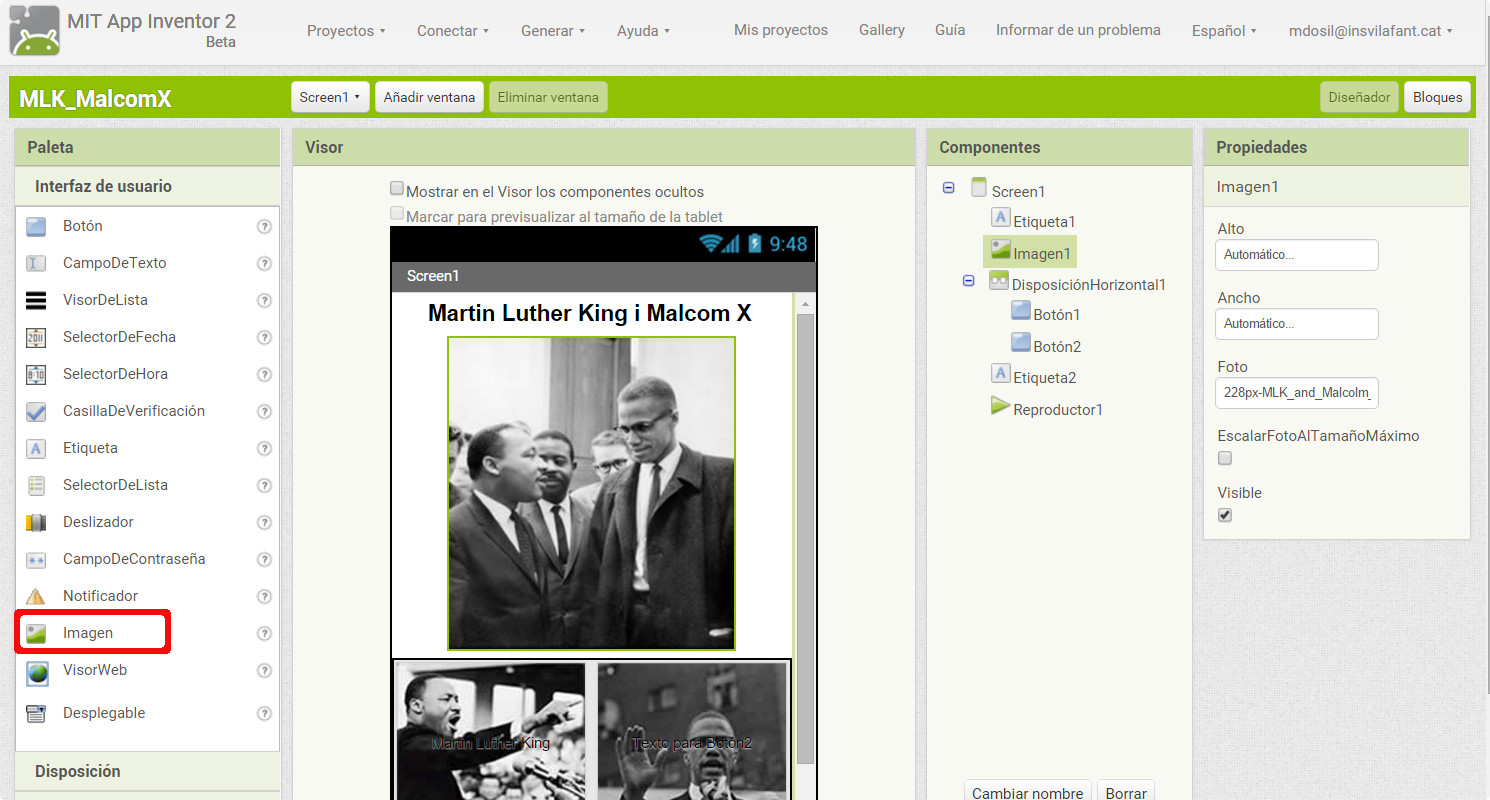 MIT App Inventor 2
Beta
Proyectos
Conectar
Generar
Ayuda
Mis proyectos
Gallery
Guía
Informar de un problema
Español
mdosil@insvilafant.cat
MLK_MalcomX
Screen1
Añadir ventana
Eliminar ventana
Diseñador
Bloques
Paleta
Interfaz de usuario
Botón
CampoDeTexto
VisorDeLista
SelectorDeFecha
SelectorDeHora
CasillaDeVerificación
Etiqueta
SelectorDeLista
Deslizador
CampoDeContraseña
Notificador
Imagen
VisorWeb
Desplegable
Disposición
Visor
Mostrar en el Visor los componentes ocultos
Marcar para previsualizar al tamaño de la tablet
9:48
Screen1
Martin Luther King i Malcom X
Martin Luther King
Texto para Botón2
Componentes
Screen1
Etiqueta1
Imagen1
DisposiciónHorizontal1
Botón1
Botón2
Etiqueta2
Reproductor1
Cambiar nombre
Borrar
Propiedades
Imagen1
Alto
Automático...
Ancho
Automático...
Foto
228px-MLK_and_Malcolm_
EscalarFotoAlTamañoMáximo
Visible